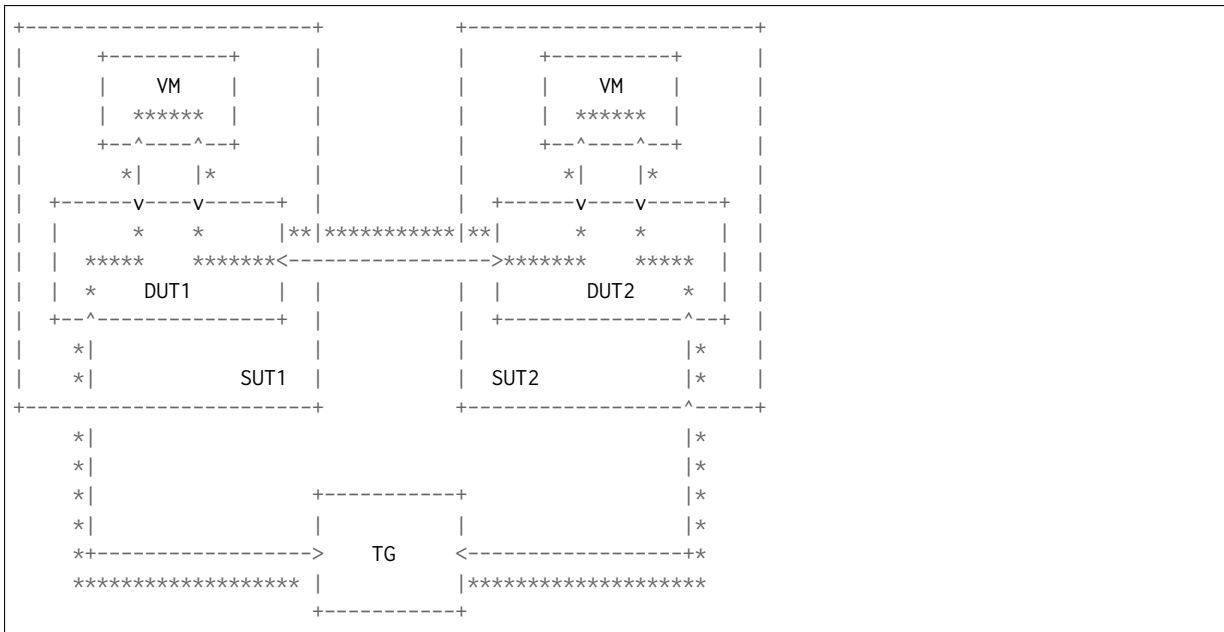 +-------------------------+           +-------------------------+
|      +-----------+      |           |      +-----------+      |
|      |    VM     |      |           |      |    VM     |      |
|      |  ******   |      |           |      |  ******   |      |
|      +--^----^--+       |           |      +--^----^--+       |
|        *|    |*         |           |        *|    |*         |
|  +------v----v------+   |           |  +------v----v------+   |
|  |      *    *      |**|***********|**|      *    *      |  |
|  |  *****    *******<----------------->*******    *****  |  |
|  |  *    DUT1       |  |           |  |       DUT2    *  |  |
|  +--^---------------+  |           |  +---------------^--+  |
|    *|                  |           |                  |*    |
|    *|            SUT1  |           |  SUT2            |*    |
+-------------------------+           +------------------^-----+
*|                                                   |*
*|                                                   |*
*|                  +-----------+                    |*
*|                  |           |                    |*
*+------------------>    TG     <------------------+*
******************* |           |********************
+-----------+